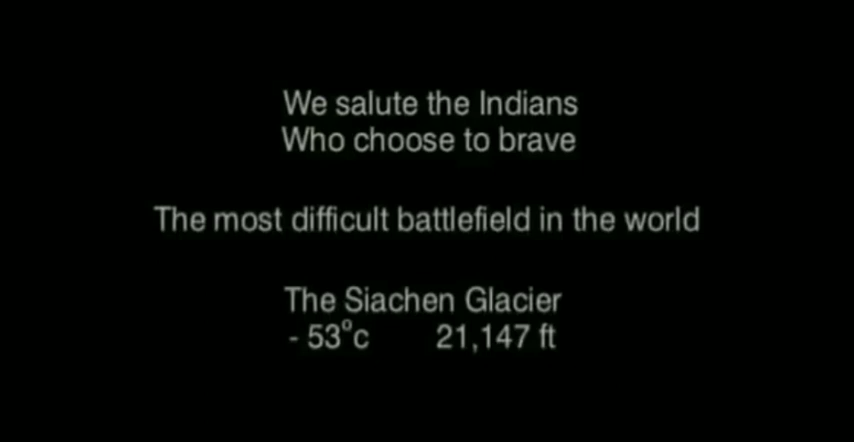 We salute the Indians
Who choose to brave
The most difficult battlefield in the world
The Siachen Glacier
- 53°c 21,147 ft